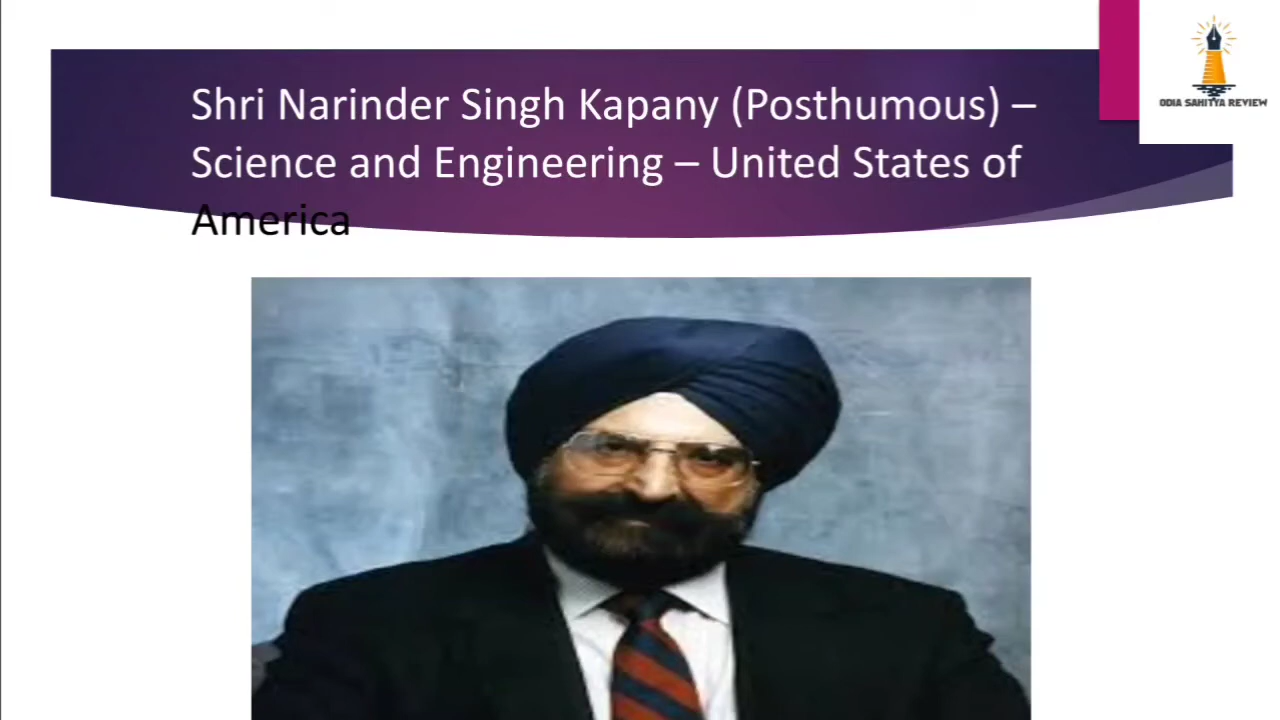 Shri Narinder Singh Kapany (Posthumous) –
Science and Engineering – United States of
America
ODIA SAHITYA REVIEW